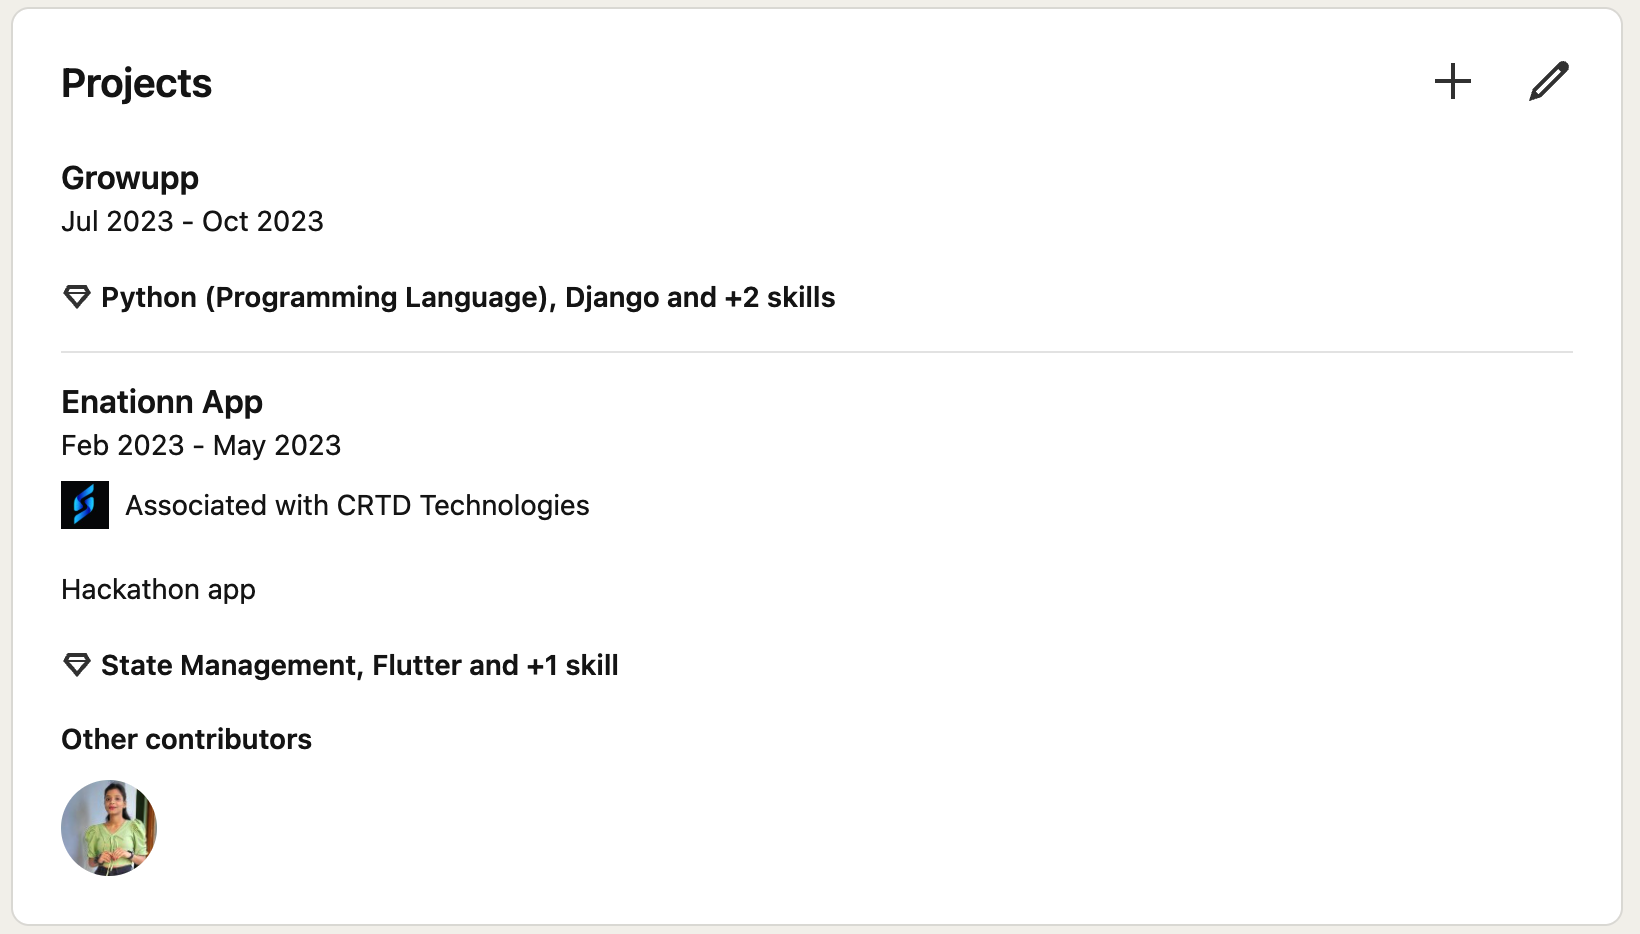 Projects
Growupp
Jul 2023 - Oct 2023
Python (Programming Language), Django and +2 skills
Enationn App
Feb 2023 - May 2023
Associated with CRTD Technologies
Hackathon app
State Management, Flutter and +1 skill
Other contributors